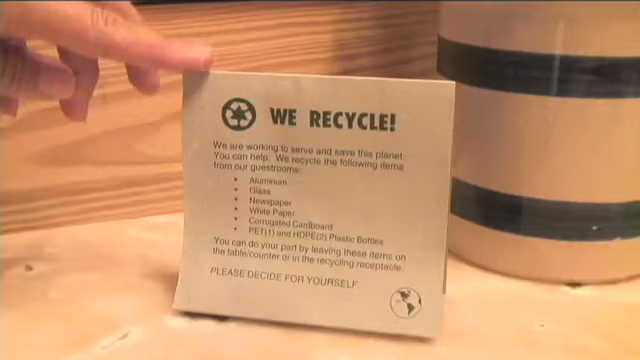 WE RECYCLE!
We are working to serve and save this planet.
You can help. We recycle the following items
from our guestrooms:
• Aluminum
• Glass
• Newspaper
• White Paper
• Corrugated Cardboard
• PET(1) and HDPE(2) Plastic Bottles
You can do your part by leaving these items on
the table/counter or in the recycling receptacle.
PLEASE DECIDE FOR YOURSELF.